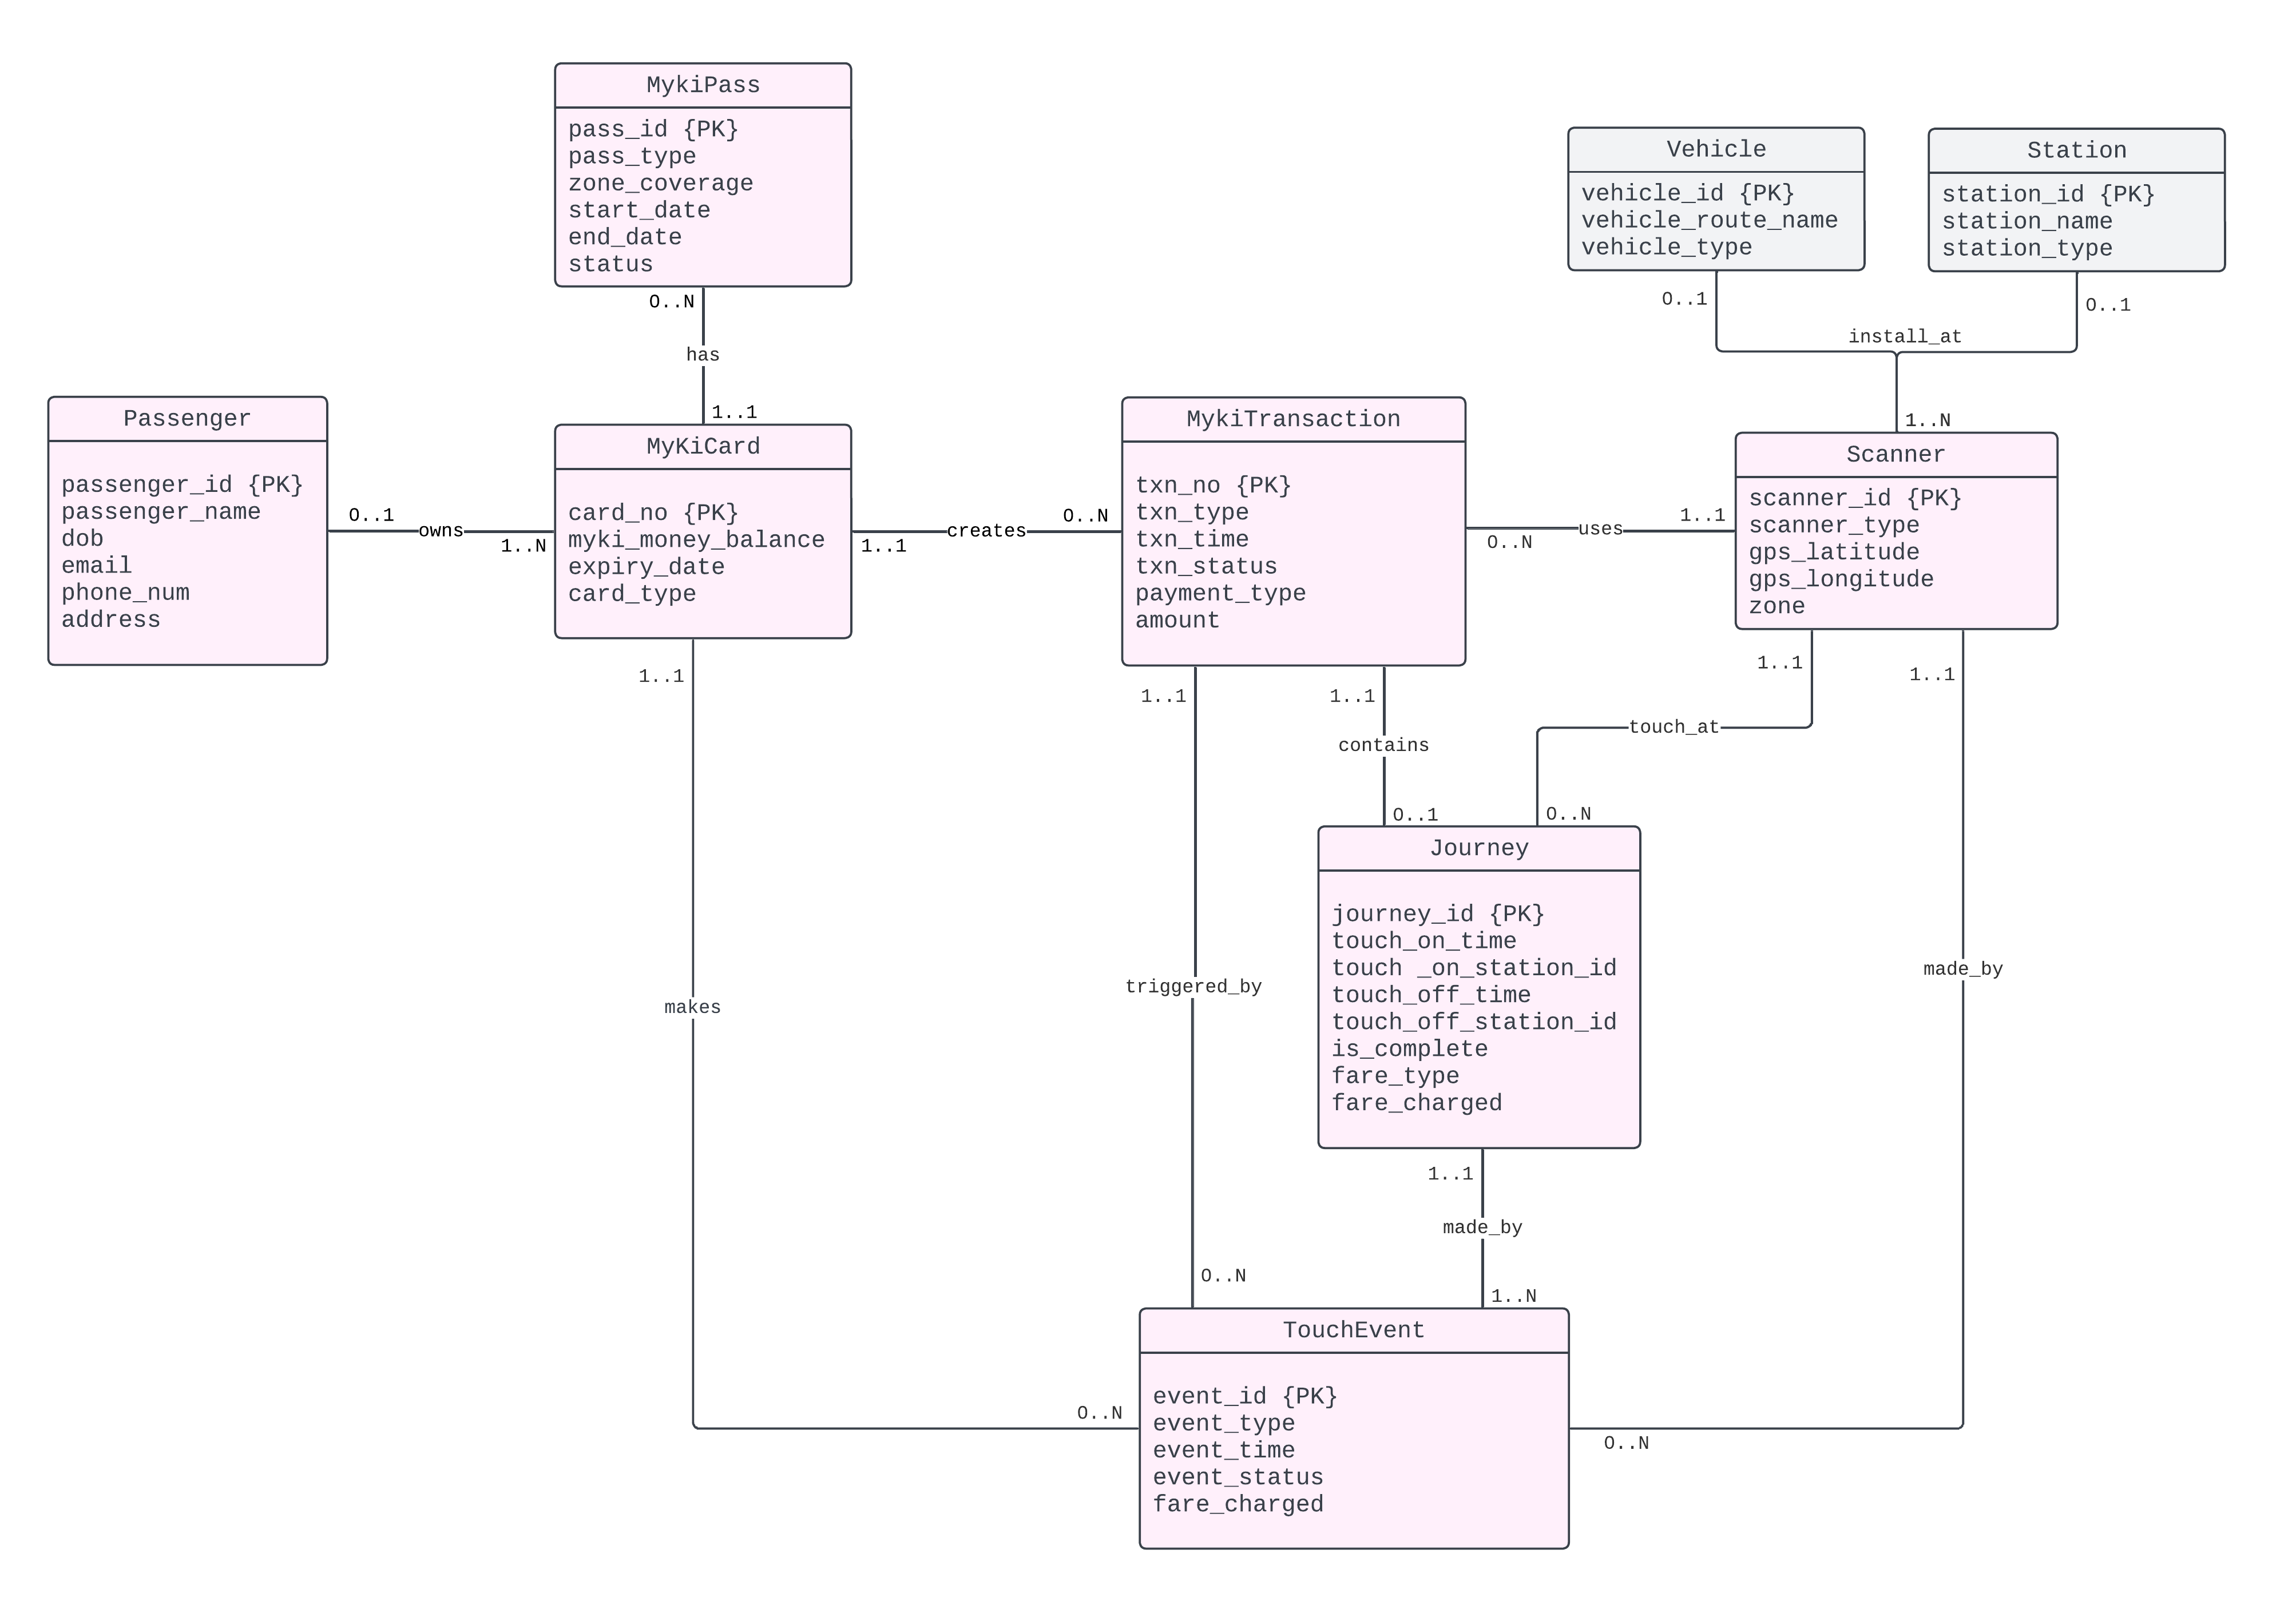 MykiPass
pass_id {PK}
pass_type
zone_coverage
start_date
end_date
status
Vehicle
vehicle_id {PK}
vehicle_route_name
vehicle_type
Station
station_id {PK}
station_name
station_type
0..N
has
1..1
0..1
install_at
0..1
1..N
Passenger
passenger_id {PK}
passenger_name
dob
email
phone_num
address
0..1
owns
1..N
MyKiCard
card_no {PK}
myki_money_balance
expiry_date
card_type
1..1
creates
0..N
MykiTransaction
txn_no {PK}
txn_type
txn_time
txn_status
payment_type
amount
0..N
uses
1..1
Scanner
scanner_id {PK}
scanner_type
gps_latitude
gps_longitude
zone
1..1
1..1
1..1
1..1
1..1
contains
touch_at
0..1
0..N
Journey
journey_id {PK}
touch_on_time
touch _on_station_id
touch_off_time
touch_off_station_id
is_complete
fare_type
fare_charged
makes
triggered_by
made_by
1..1
made_by
0..N
1..N
TouchEvent
event_id {PK}
event_type
event_time
event_status
fare_charged
0..N
0..N